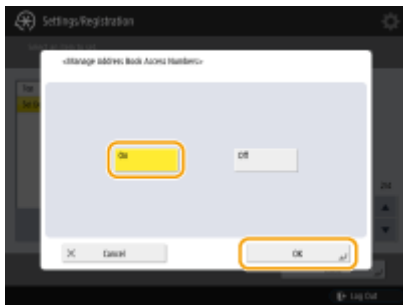 Settings/Registration
<Manage Address Book Access Numbers>
On
Off
Cancel
OK
Log Out